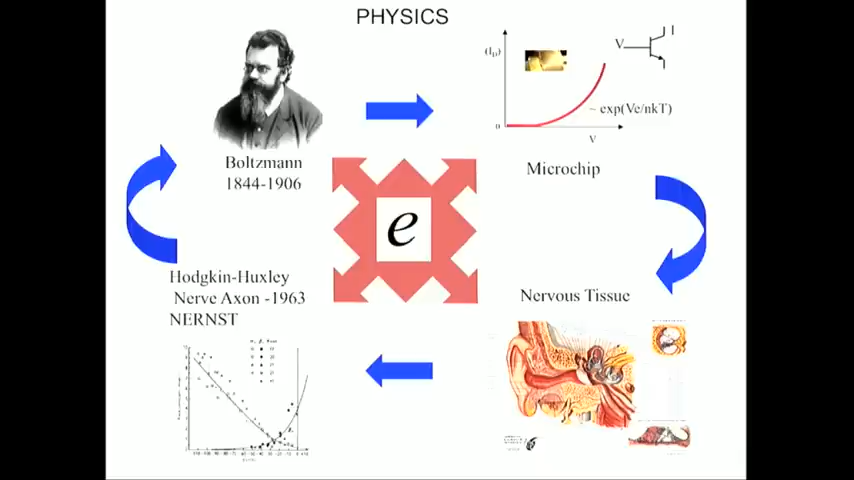 PHYSICS
Boltzmann
1844-1906
(I_D)
0
V
~ exp(Ve/nkT)
V
I
Microchip
e
Hodgkin-Huxley
Nerve Axon -1963
NERNST
Nervous Tissue